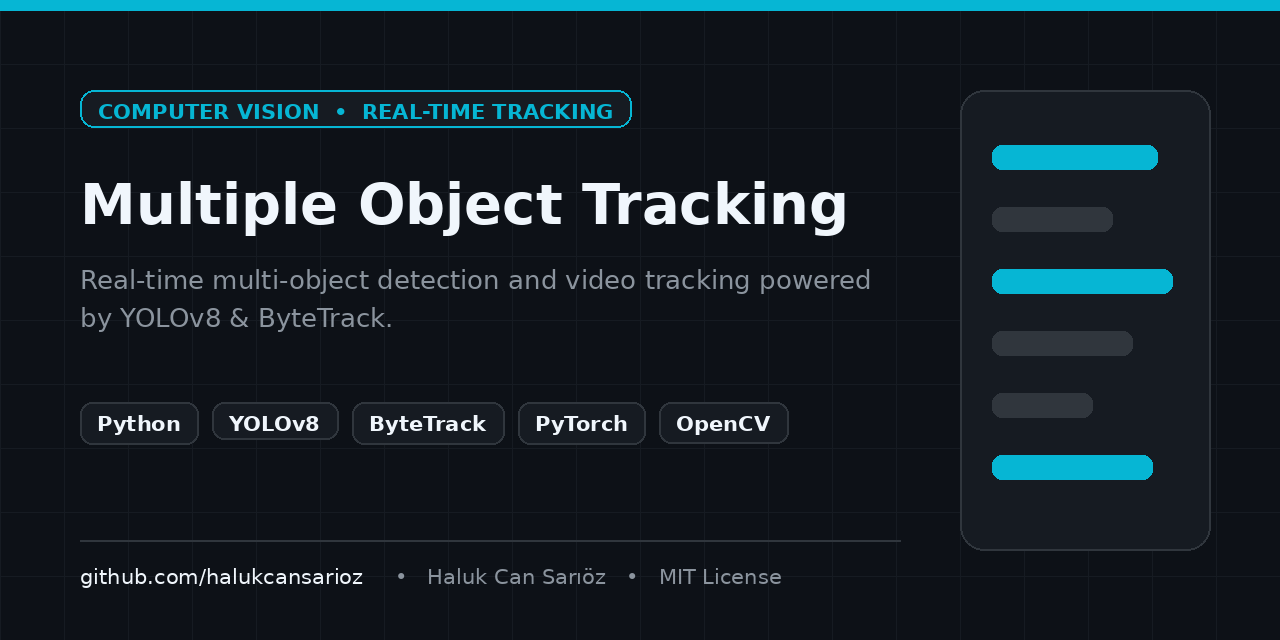 COMPUTER VISION • REAL-TIME TRACKING
Multiple Object Tracking
Real-time multi-object detection and video tracking powered
by YOLOv8 & ByteTrack.
Python YOLOv8 ByteTrack PyTorch OpenCV
github.com/halukcansarioz • Haluk Can Sarıöz • MIT License